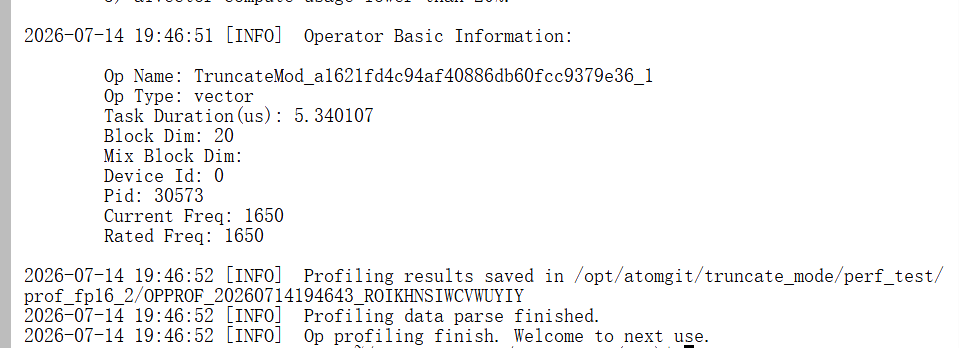 2026-07-14 19:46:51 [INFO]  Operator Basic Information:
Op Name: TruncateMod_a1621fd4c94af40886db60fcc9379e36_1
Op Type: vector
Task Duration(us): 5.340107
Block Dim: 20
Mix Block Dim:
Device Id: 0
Pid: 30573
Current Freq: 1650
Rated Freq: 1650
2026-07-14 19:46:52 [INFO]  Profiling results saved in /opt/atomgit/truncate_mode/perf_test/
prof_fp16_2/OPPROF_20260714194643_ROIKHNSIWCVWUYIY
2026-07-14 19:46:52 [INFO]  Profiling data parse finished.
2026-07-14 19:46:52 [INFO]  Op profiling finish. Welcome to next use.